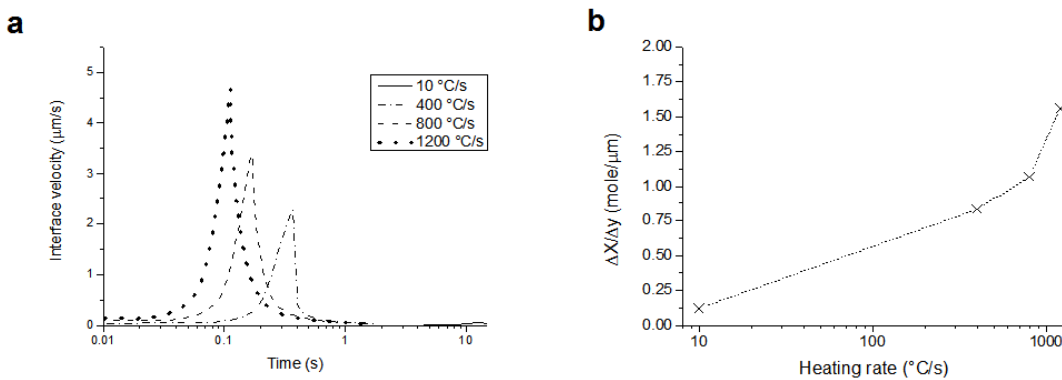 a
5
4
3
2
1
0
Interface velocity (μm/s)
10 °C/s
400 °C/s
800 °C/s
1200 °C/s
0.01
0.1
1
10
Time (s)
b
2.00
1.75
1.50
1.25
1.00
0.75
0.50
0.25
0.00
ΔX/Δy (mole/μm)
10
100
1000
Heating rate (°C/s)